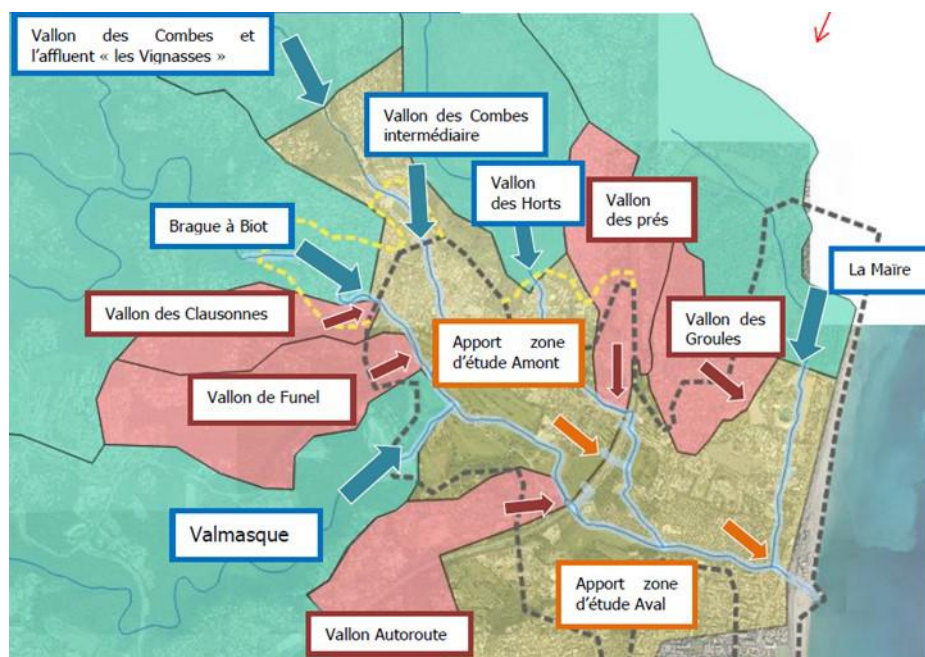 Vallon des Combes et
l'affluent « les Vignasses »
Vallon des Combes
intermédiaire
Vallon
des Horts
Vallon
des prés
Brague à Biot
La Maïre
Vallon des Clausonnes
Vallon des
Groules
Apport zone
d'étude Amont
Vallon de Funel
Valmasque
Apport zone
d'étude Aval
Vallon Autoroute